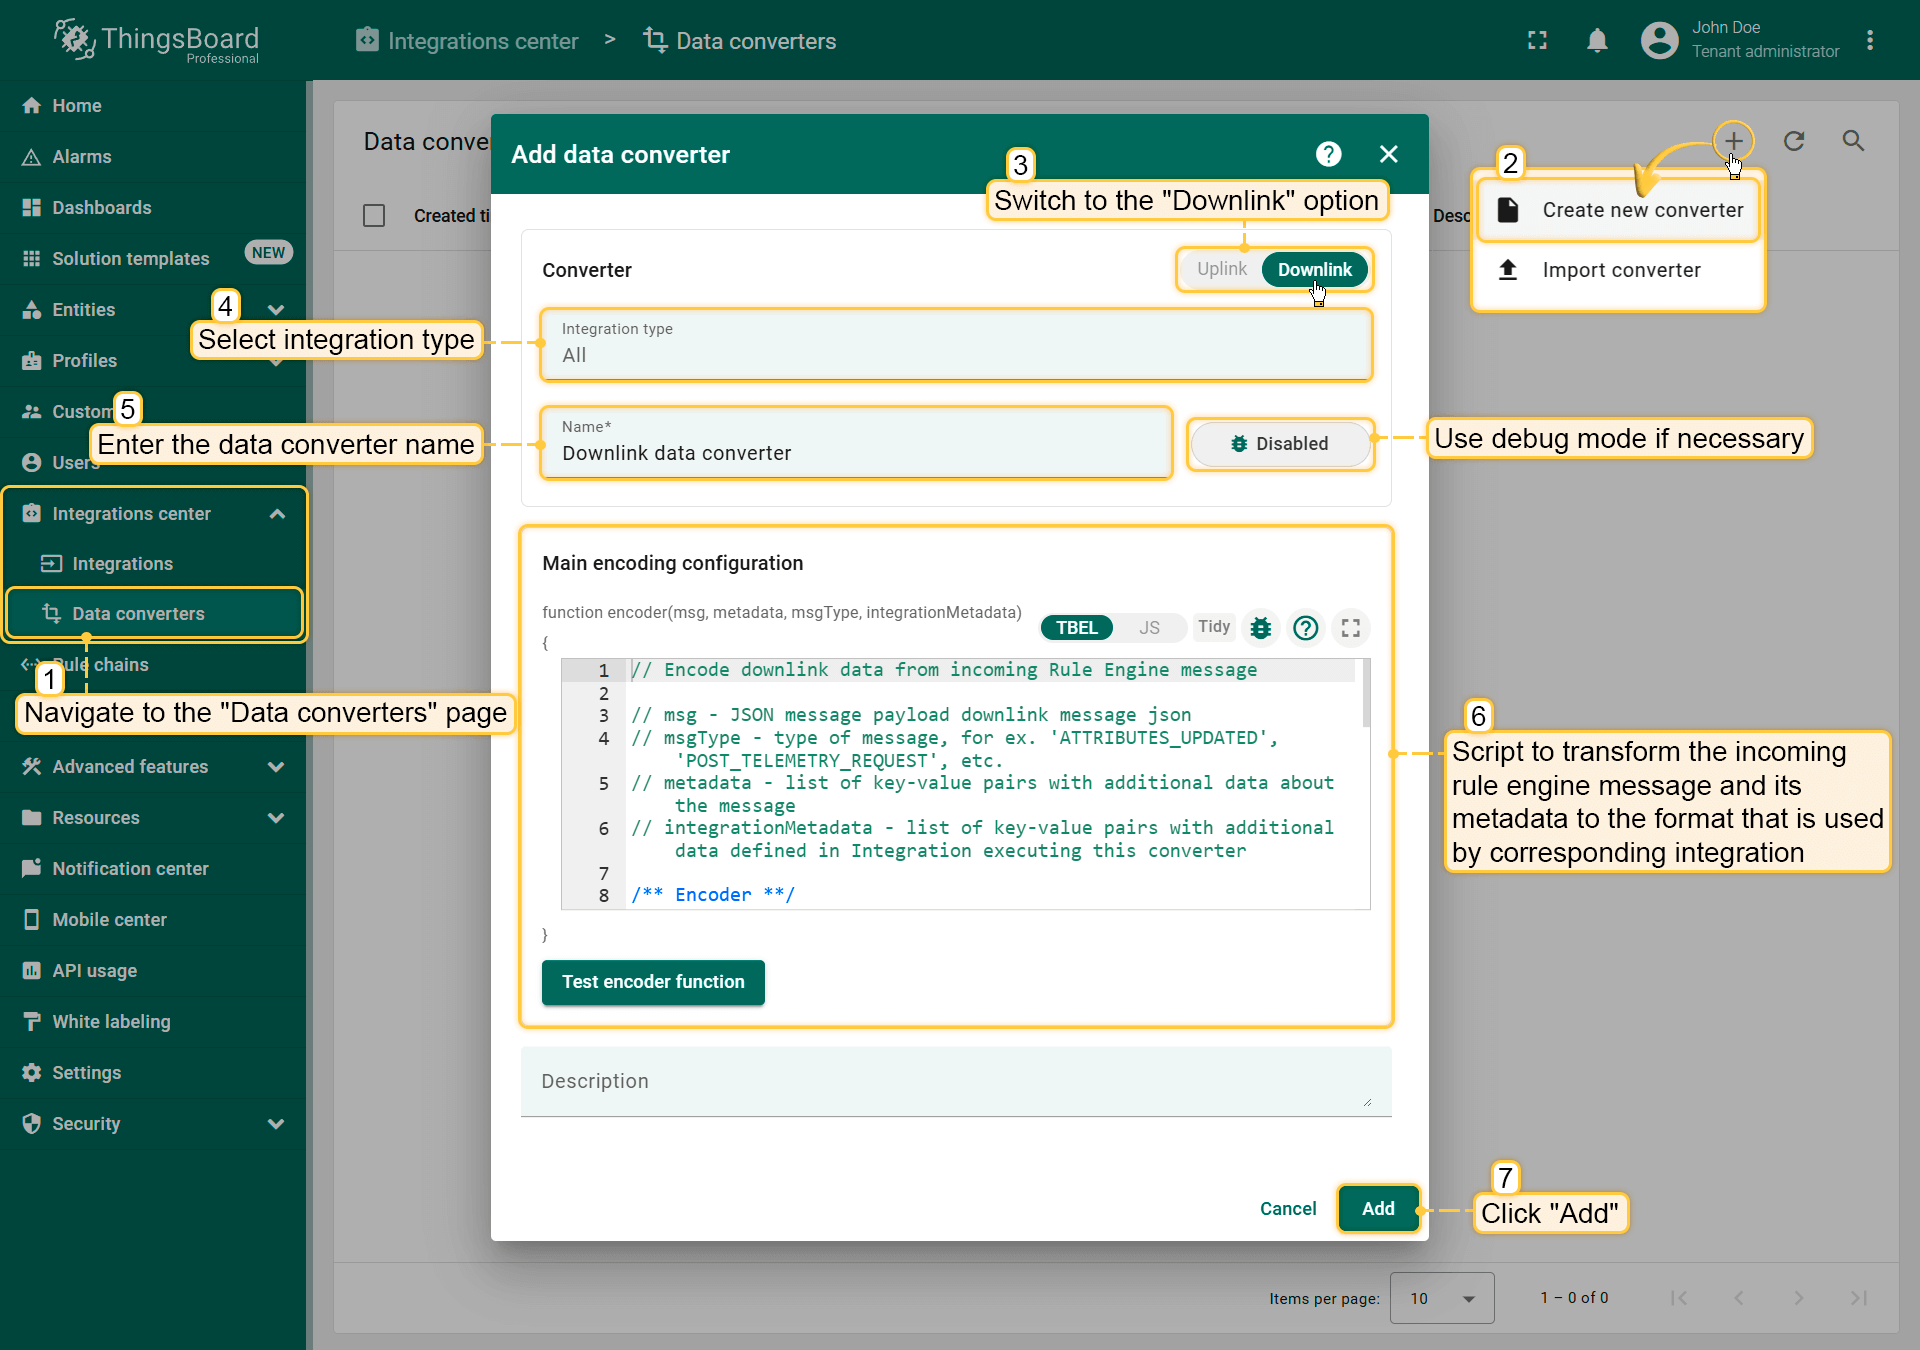 ThingsBoard
Professional
Integrations center > Data converters
John Doe
Tenant administrator
Home
Alarms
Dashboards
Solution templates
NEW
Entities
Profiles
Custom
Users
Integrations center
Integrations
Data converters
Rule chains
Advanced features
Resources
Notification center
Mobile center
API usage
White labeling
Settings
Security
1
Navigate to the "Data converters" page
Data conve
Created ti
Desc
2
Create new converter
Import converter
Add data converter
3
Switch to the "Downlink" option
Converter
Uplink
Downlink
4
Select integration type
Integration type
All
5
Enter the data converter name
Name*
Downlink data converter
Disabled
Use debug mode if necessary
Main encoding configuration
function encoder(msg, metadata, msgType, integrationMetadata)
{
TBEL
JS
Tidy
1 // Encode downlink data from incoming Rule Engine message
2
3 // msg - JSON message payload downlink message json
4 // msgType - type of message, for ex. 'ATTRIBUTES_UPDATED',
'POST_TELEMETRY_REQUEST', etc.
5 // metadata - list of key-value pairs with additional data about
the message
6 // integrationMetadata - list of key-value pairs with additional
data defined in Integration executing this converter
7
8 /** Encoder **/
}
Test encoder function
6
Script to transform the incoming
rule engine message and its
metadata to the format that is used
by corresponding integration
Description
Cancel
Add
7
Click "Add"
Items per page:
10
1 – 0 of 0